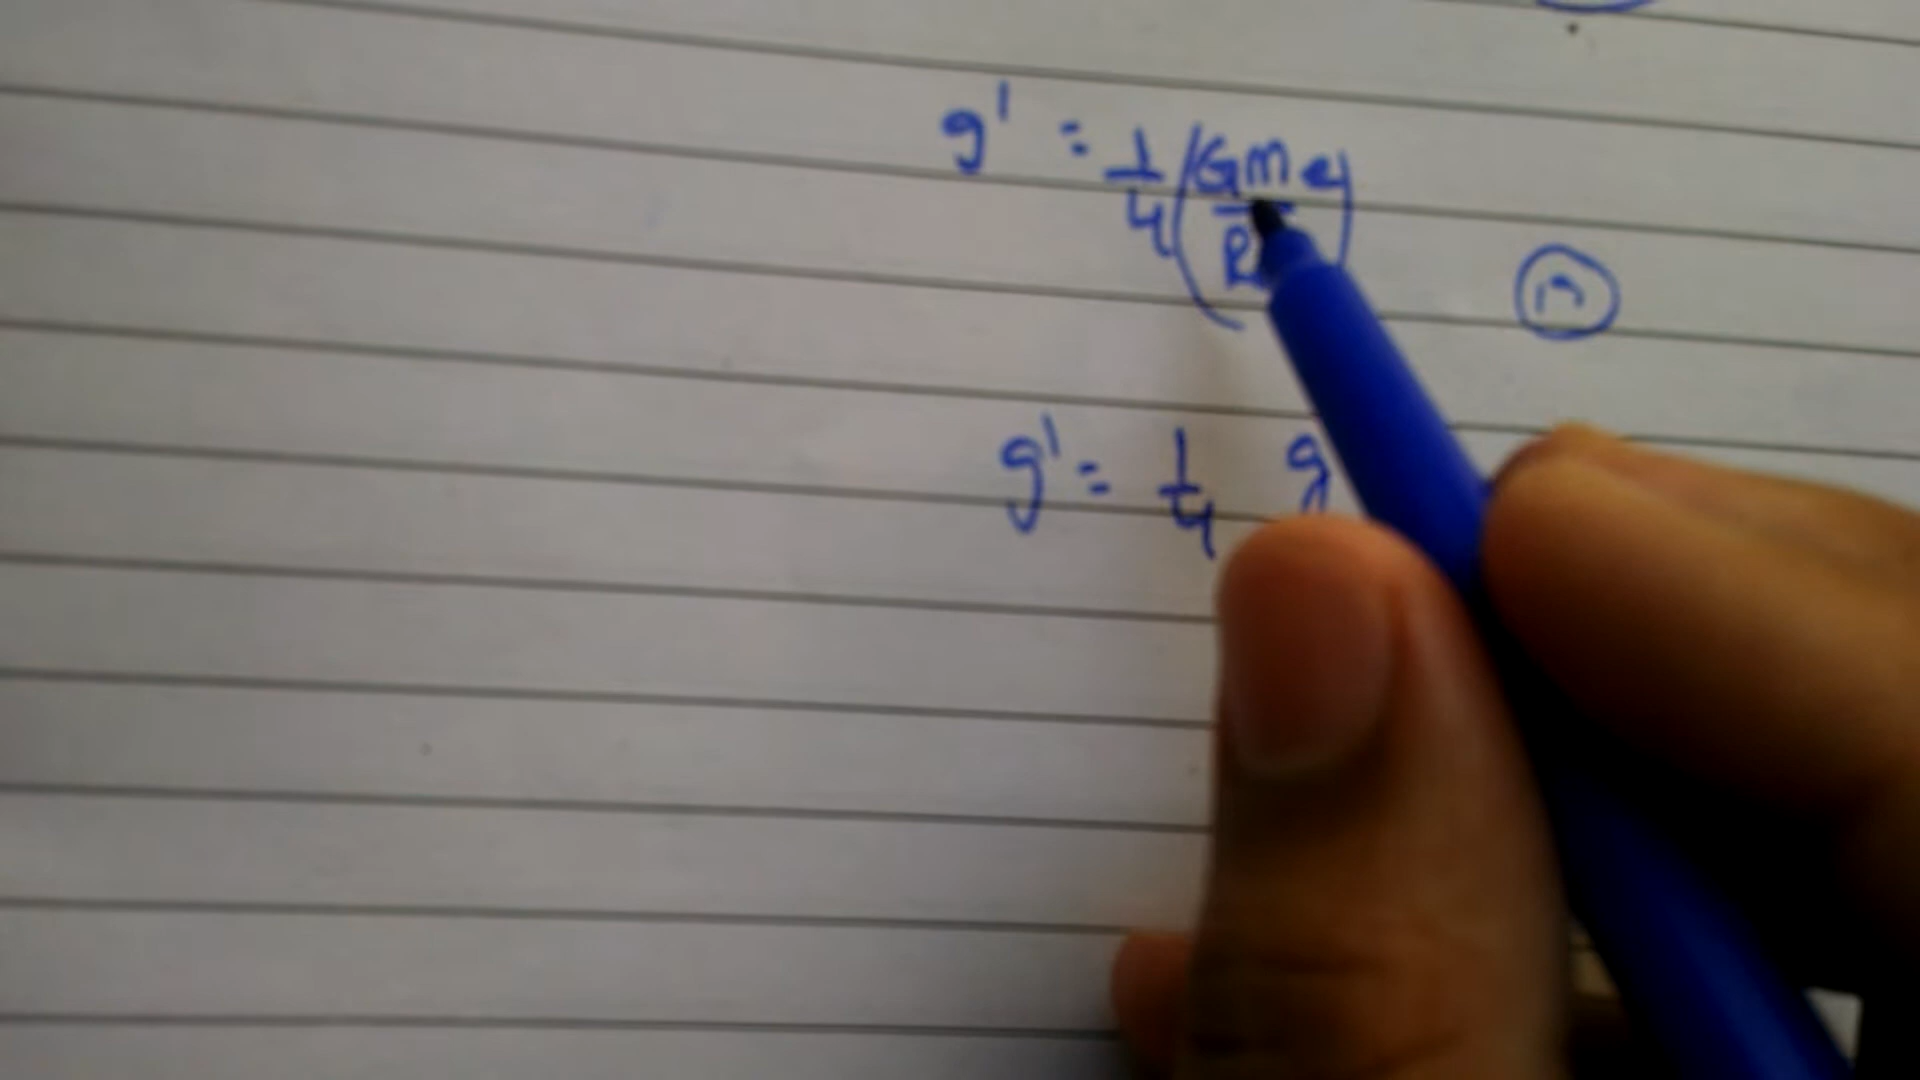 g' = 1/4 (GMe/R
g' = 1/4 g